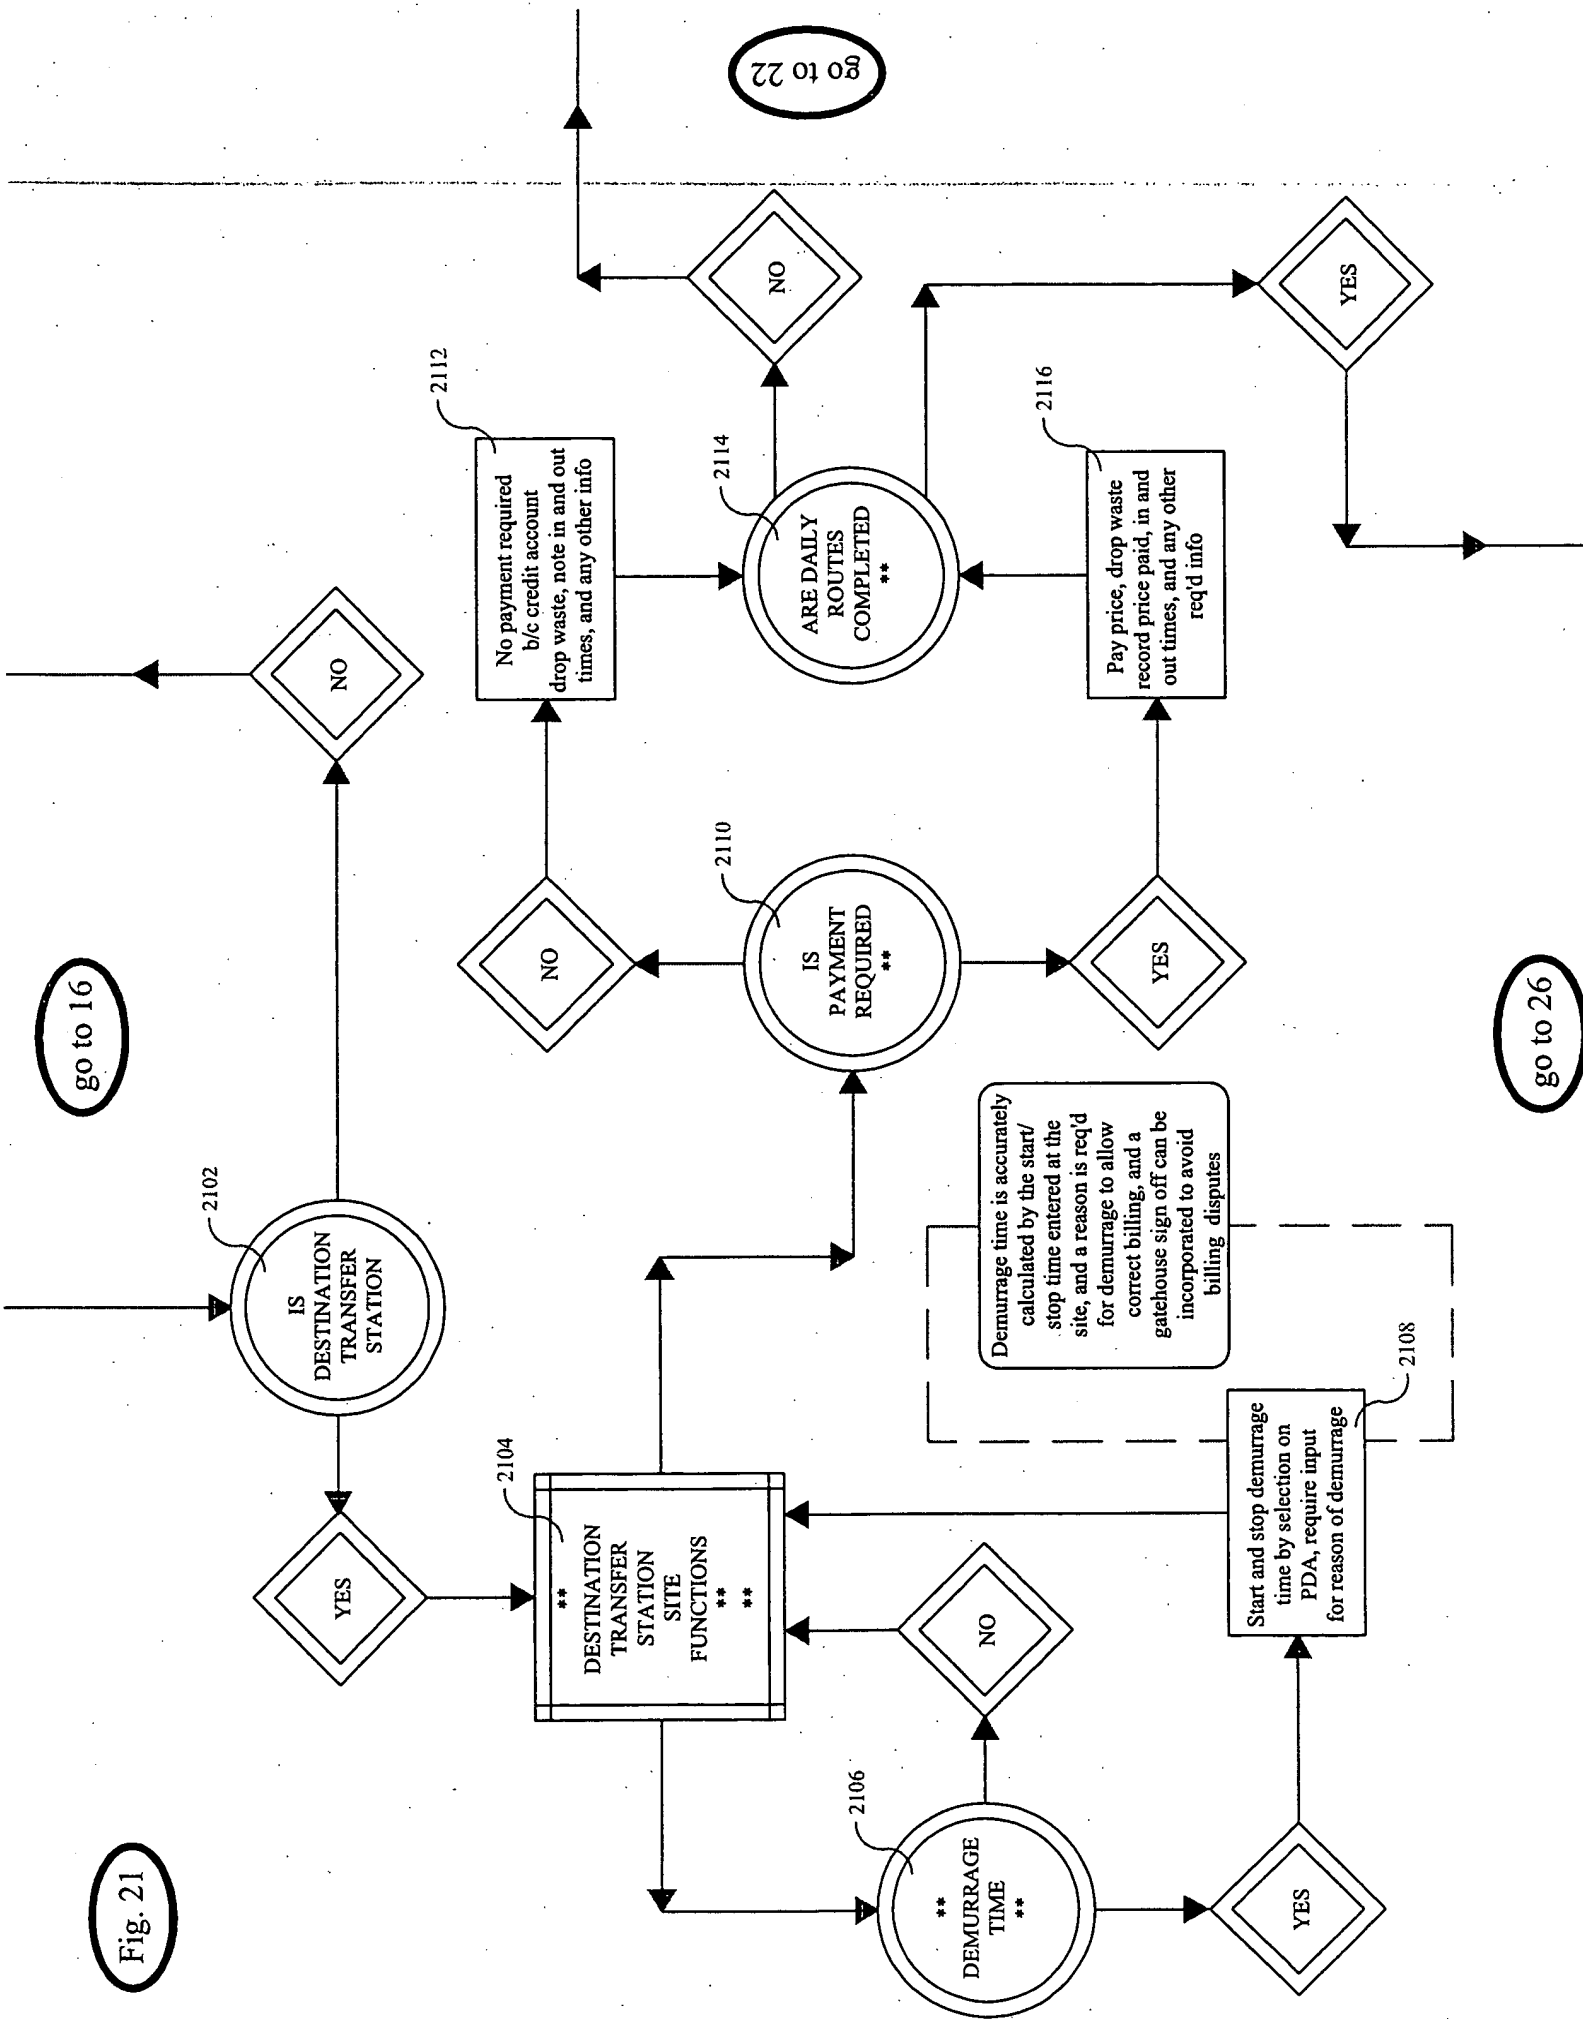 Fig. 21
go to 16
2102
IS
DESTINATION
TRANSFER
STATION
YES
NO
2104
**
DESTINATION
TRANSFER
STATION
SITE
FUNCTIONS
**
**
2106
**
DEMURRAGE
TIME
**
NO
YES
Start and stop demurrage
time by selection on
PDA, require input
for reason of demurrage
2108
Demurrage time is accurately
calculated by the start/
stop time entered at the
site, and a reason is req'd
for demurrage to allow
correct billing, and a
gatehouse sign off can be
incorporated to avoid
billing disputes
2110
IS
PAYMENT
REQUIRED
**
NO
YES
2112
No payment required
b/c credit account
drop waste, note in and out
times, and any other info
2114
ARE DAILY
ROUTES
COMPLETED
**
2116
Pay price, drop waste
record price paid, in and
out times, and any other
req'd info
NO
YES
go to 22
go to 26